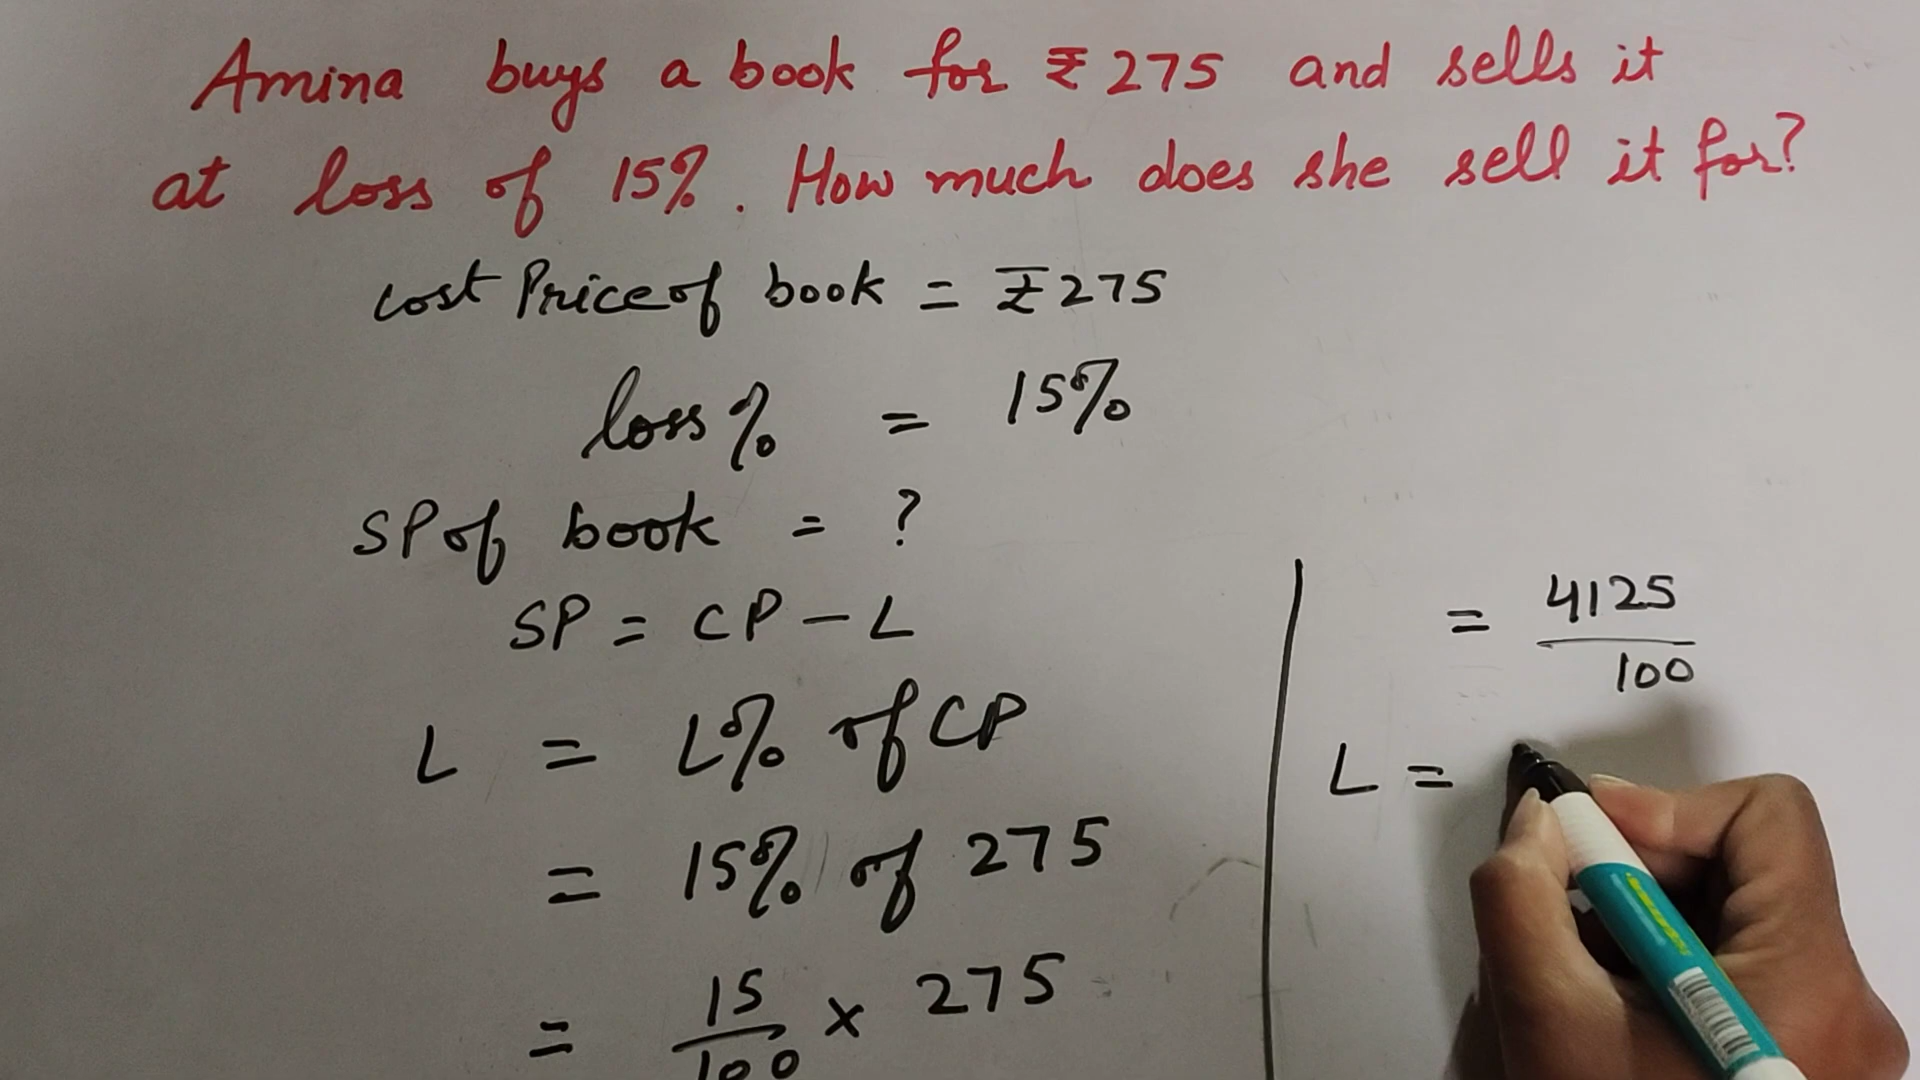 Amina buys a book for ₹275 and sells it
at loss of 15%. How much does she sell it for?
cost Price of book = ₹275
loss% = 15%
SP of book = ?
SP = CP - L
L = L% of CP
= 15% of 275
= 15/100 × 275
= 4125/100
L =